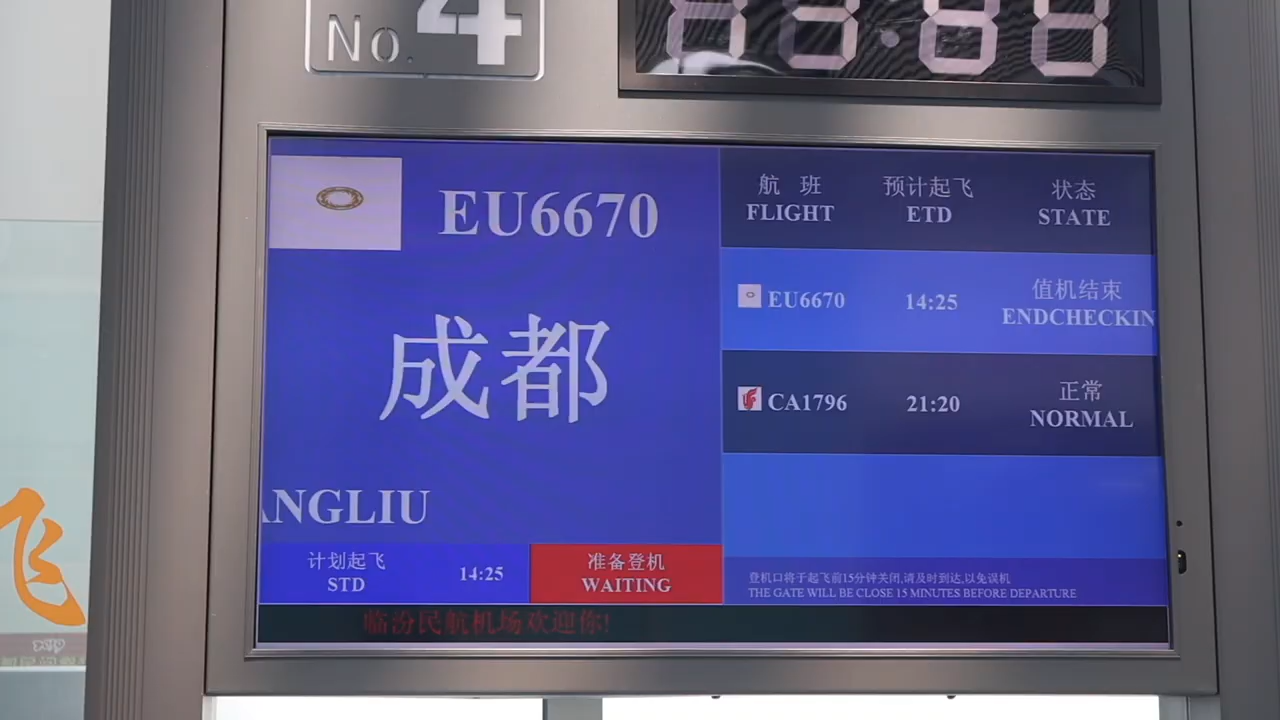 No. 4
EU6670
成都
ANGLIU
计划起飞
STD
14:25
准备登机
WAITING
航 班 预计起飞 状态
FLIGHT ETD STATE
EU6670 14:25 值机结束
ENDCHECKIN
CA1796 21:20 正常
NORMAL
登机口将于起飞前15分钟关闭,请及时到达,以免误机
THE GATE WILL BE CLOSE 15 MINUTES BEFORE DEPARTURE
临汾民航机场欢迎你!
飞